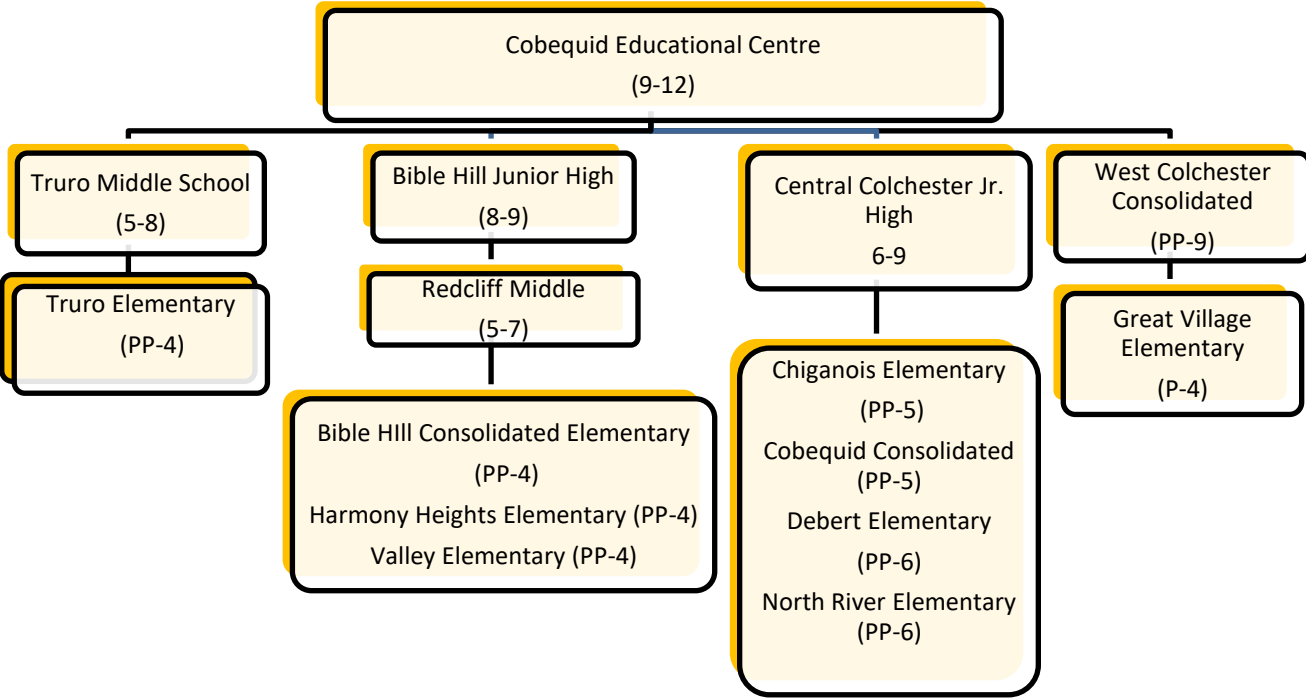 Cobequid Educational Centre
(9-12)
Truro Middle School
(5-8)
Truro Elementary
(PP-4)
Bible Hill Junior High
(8-9)
Redcliff Middle
(5-7)
Bible HIll Consolidated Elementary
(PP-4)
Harmony Heights Elementary (PP-4)
Valley Elementary (PP-4)
Central Colchester Jr.
High
6-9
Chiganois Elementary
(PP-5)
Cobequid Consolidated
(PP-5)
Debert Elementary
(PP-6)
North River Elementary
(PP-6)
West Colchester
Consolidated
(PP-9)
Great Village
Elementary
(P-4)